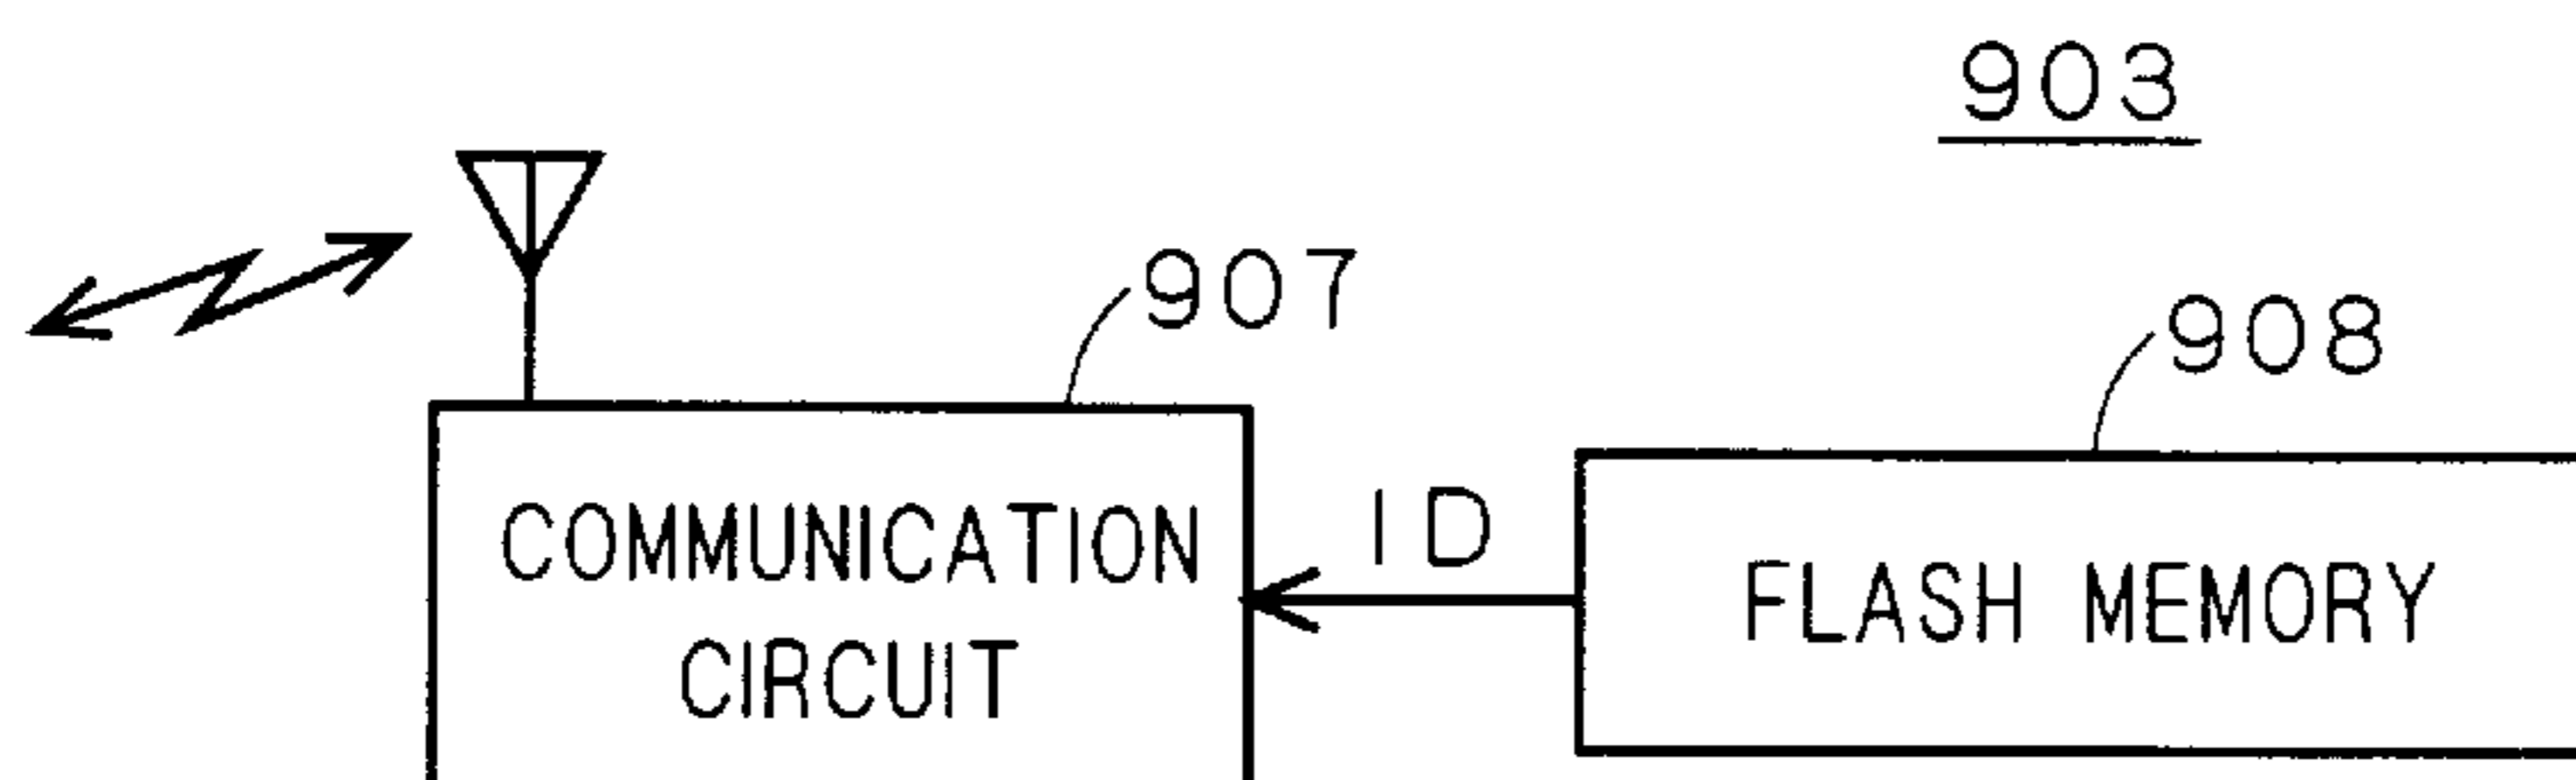 903
907
908
COMMUNICATION
CIRCUIT
ID
FLASH MEMORY